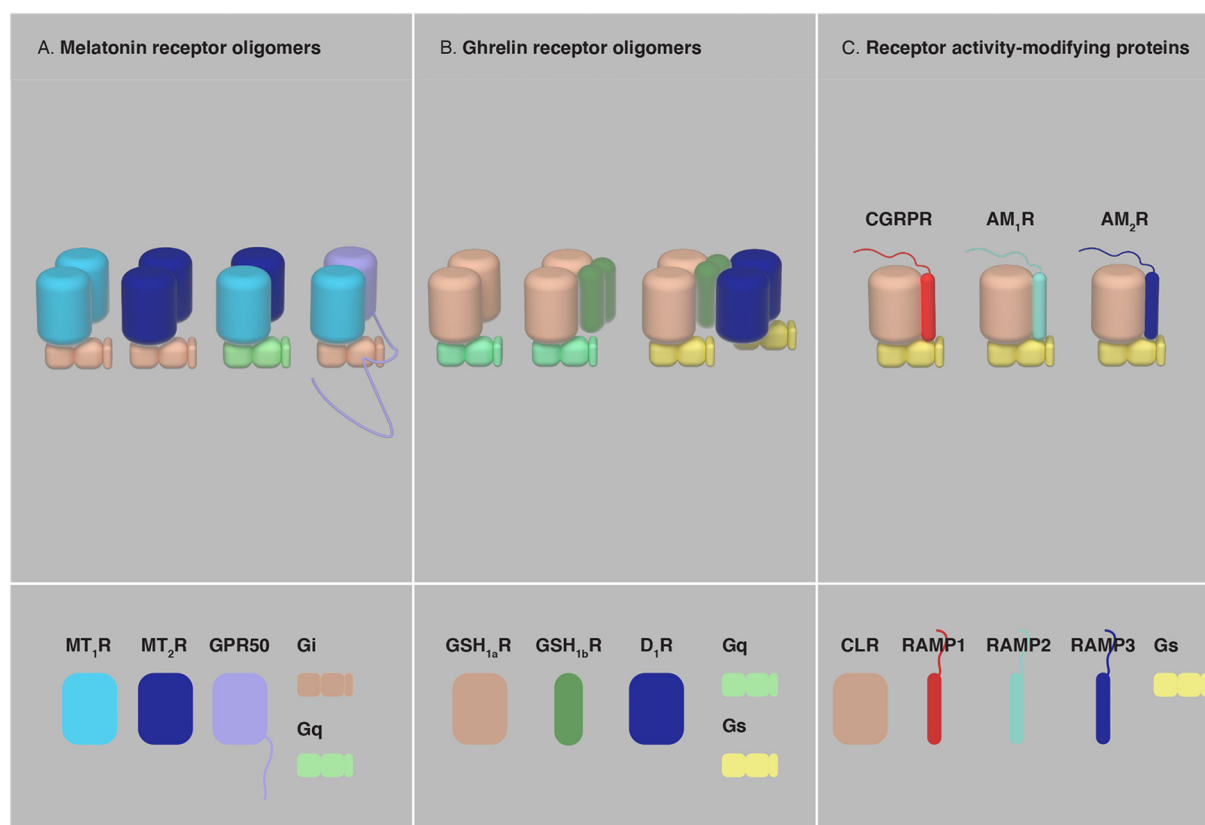 A. Melatonin receptor oligomers
B. Ghrelin receptor oligomers
C. Receptor activity-modifying proteins
CGRPR
AM1R
AM2R
MT1R
MT2R
GPR50
Gi
Gq
GSH1aR
GSH1bR
D1R
Gq
Gs
CLR
RAMP1
RAMP2
RAMP3
Gs